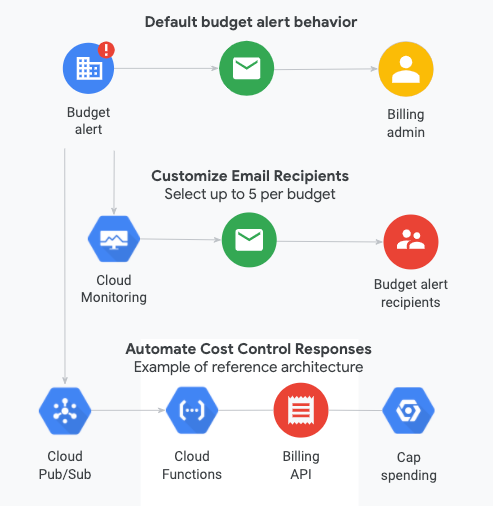 Default budget alert behavior
Budget
alert
Billing
admin
Customize Email Recipients
Select up to 5 per budget
Cloud
Monitoring
Budget alert
recipients
Automate Cost Control Responses
Example of reference architecture
Cloud
Pub/Sub
Cloud
Functions
Billing
API
Cap
spending